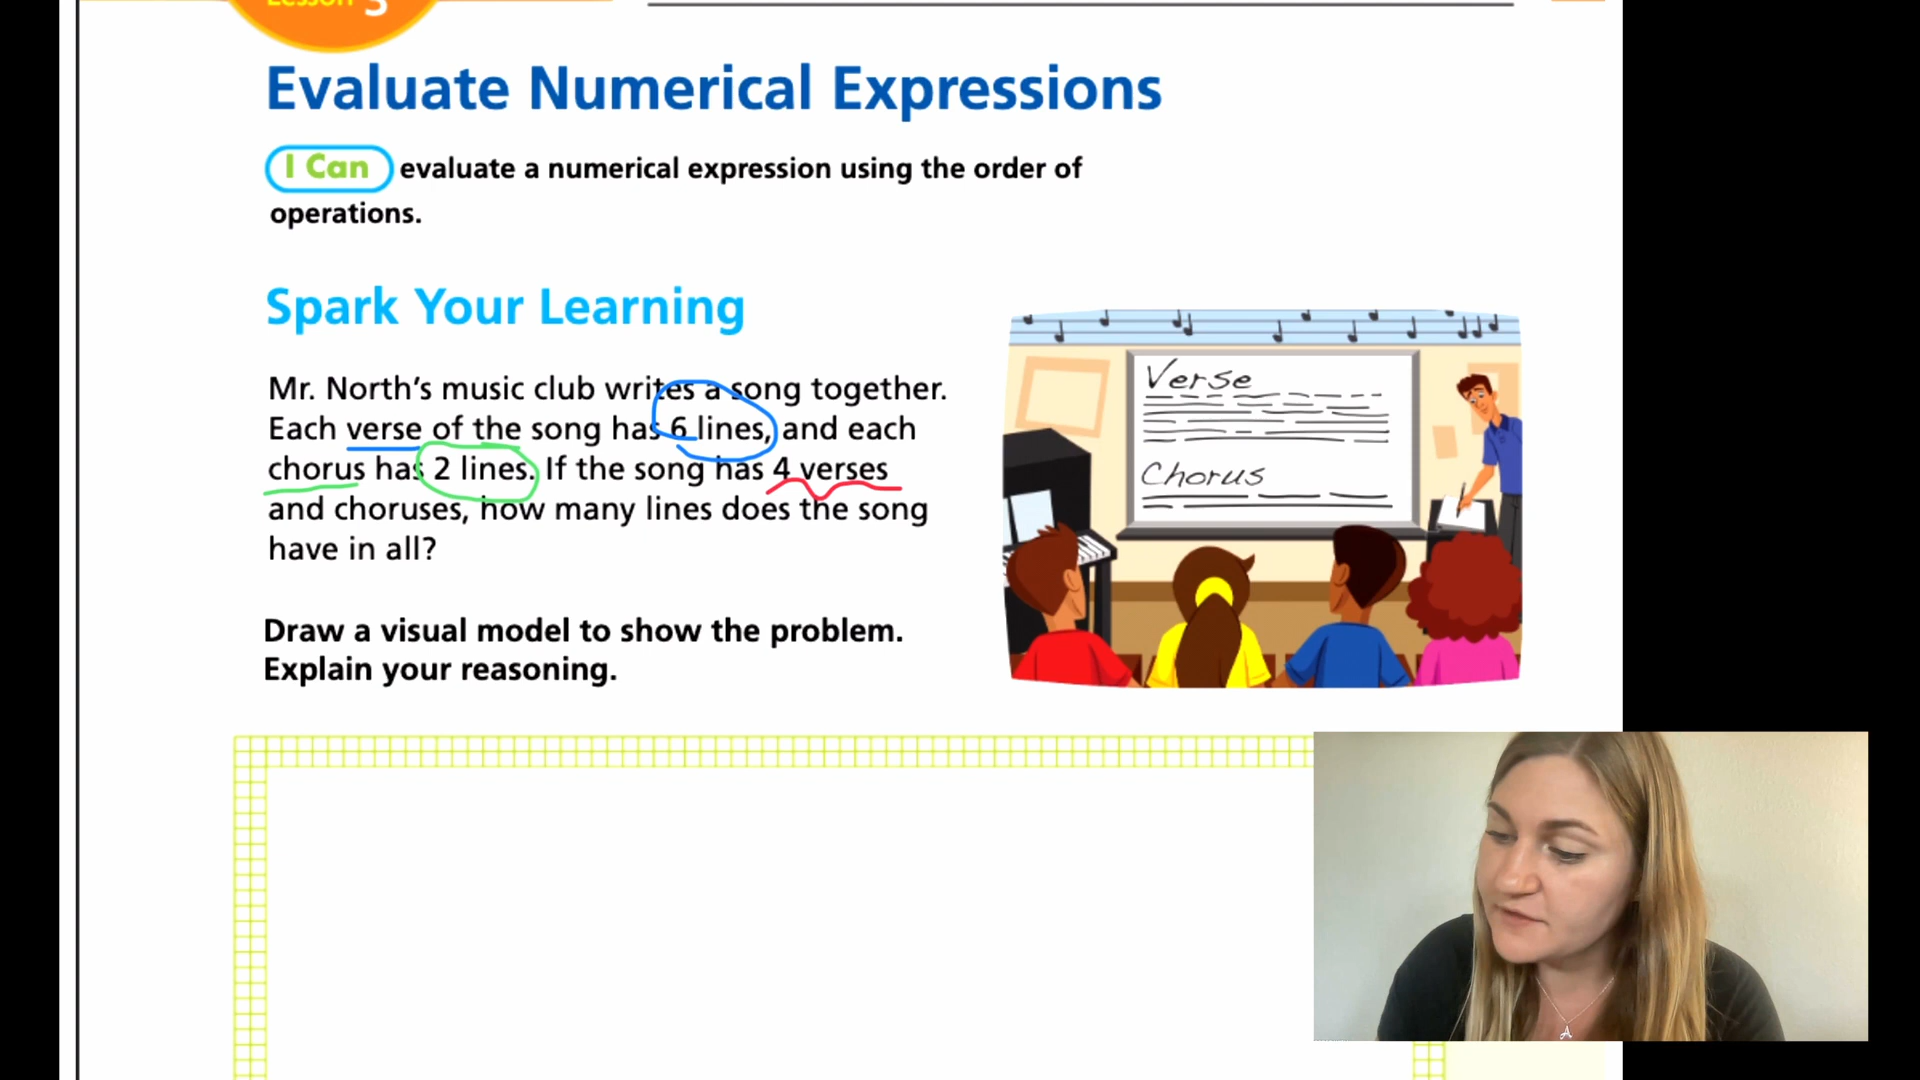 Lesson 3
Evaluate Numerical Expressions
I Can evaluate a numerical expression using the order of
operations.
Spark Your Learning
Mr. North’s music club writes a song together.
Each verse of the song has 6 lines, and each
chorus has 2 lines. If the song has 4 verses
and choruses, how many lines does the song
have in all?
Verse
Chorus
Draw a visual model to show the problem.
Explain your reasoning.
A